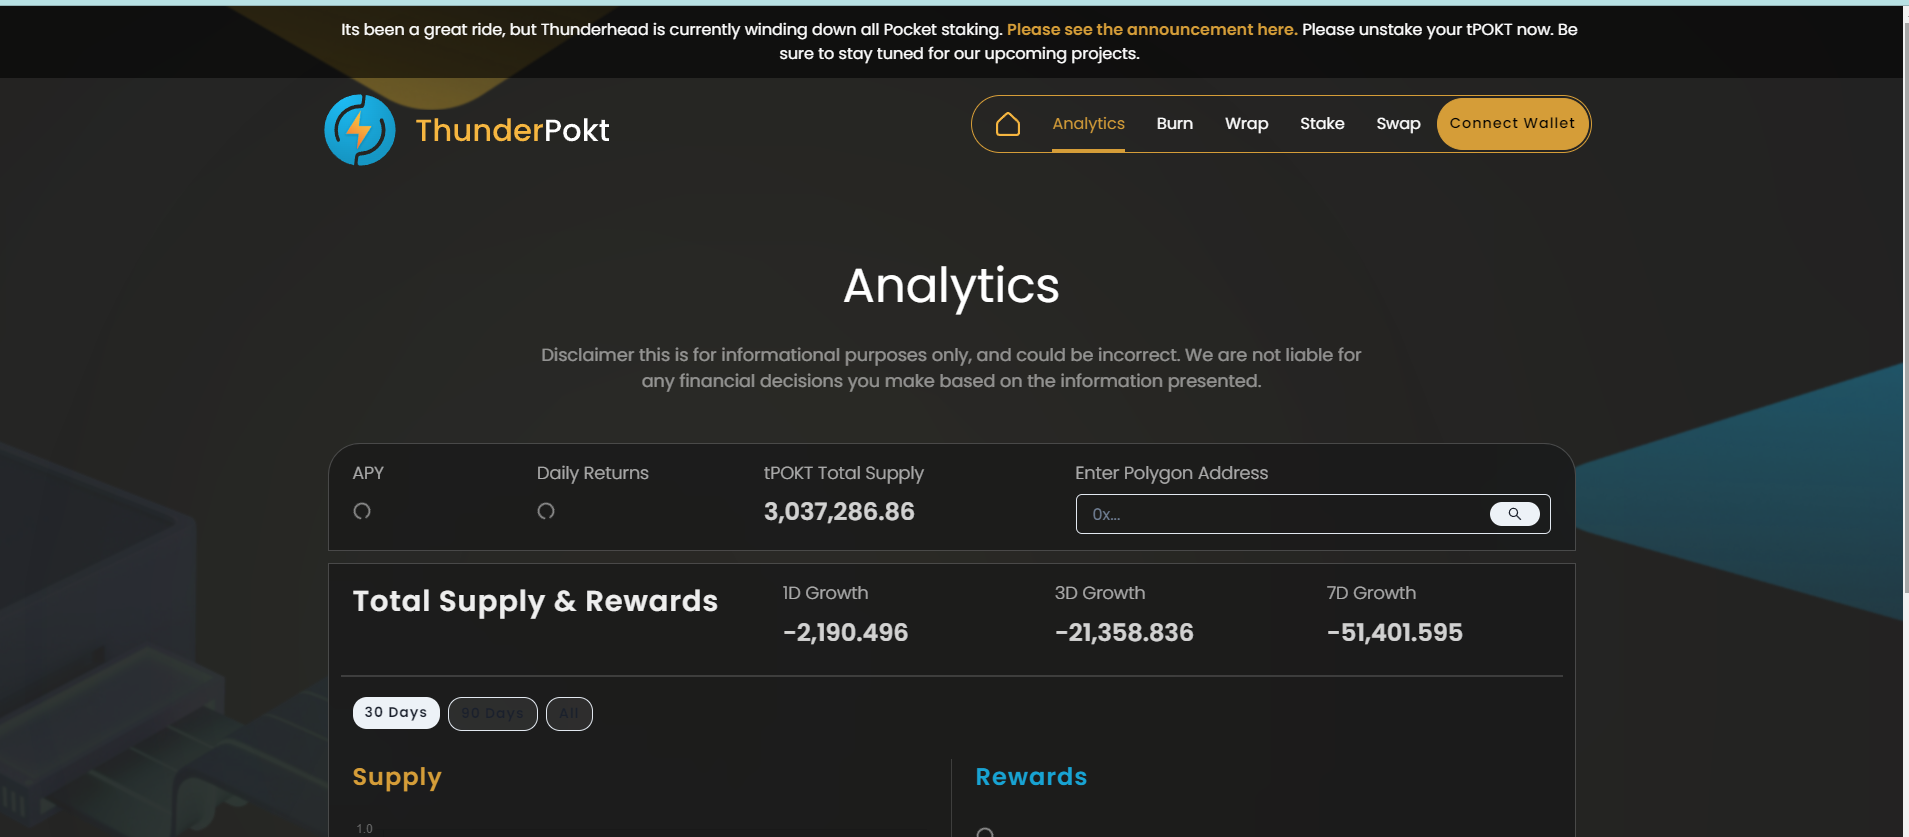 Its been a great ride, but Thunderhead is currently winding down all Pocket staking. Please see the announcement here. Please unstake your tPOKT now. Be
sure to stay tuned for our upcoming projects.
ThunderPokt
Analytics
Burn
Wrap
Stake
Swap
Connect Wallet
Analytics
Disclaimer this is for informational purposes only, and could be incorrect. We are not liable for
any financial decisions you make based on the information presented.
APY
Daily Returns
tPOKT Total Supply
3,037,286.86
Enter Polygon Address
0x...
Total Supply & Rewards
1D Growth
-2,190.496
3D Growth
-21,358.836
7D Growth
-51,401.595
30 Days
90 Days
All
Supply
Rewards
1.0